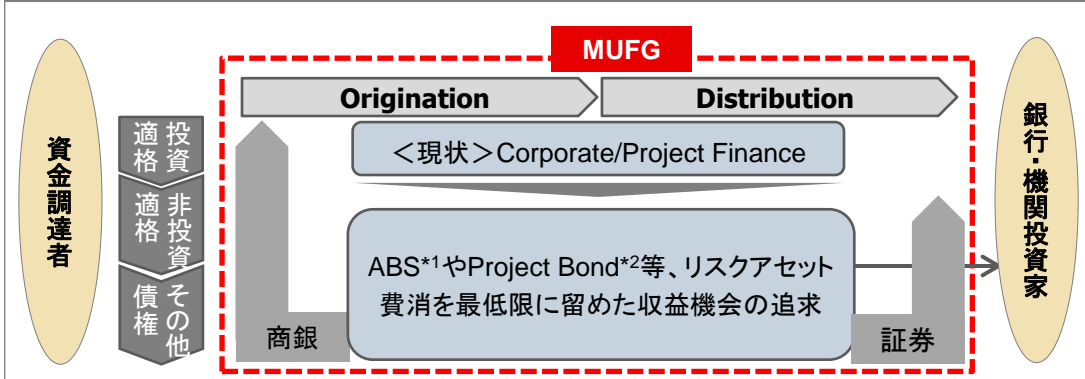 MUFG
Origination
Distribution
資金調達者
投資
適格
非投資
適格
その他
債権
＜現状＞Corporate/Project Finance
ABS*1やProject Bond*2等、リスクアセット
費消を最低限に留めた収益機会の追求
商銀
証券
銀行・機関投資家